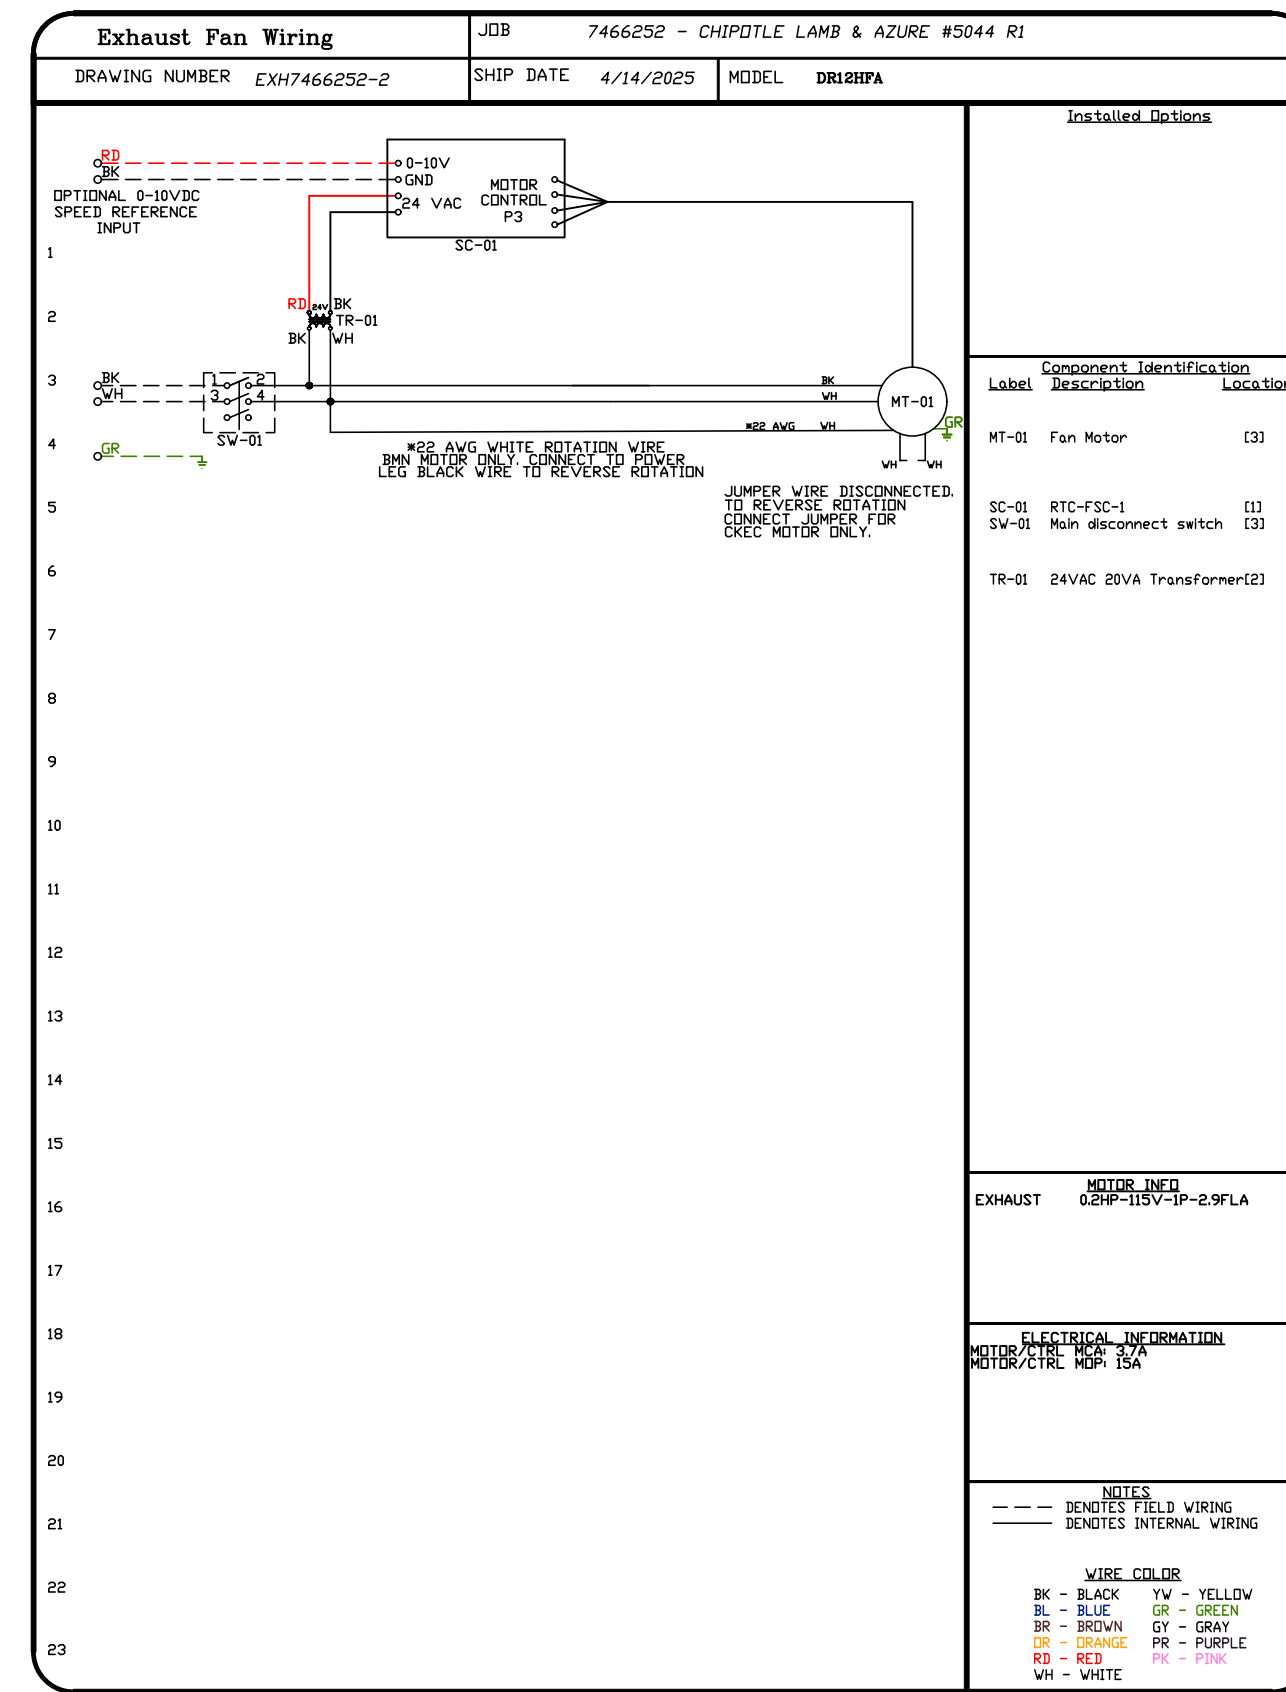 Exhaust Fan Wiring
JOB 7466252 - CHIPOTLE LAMB & AZURE #5044 R1
DRAWING NUMBER EXH7466252-2
SHIP DATE 4/14/2025
MODEL DR12HFA
RD
BK
OPTIONAL 0-10VDC
SPEED REFERENCE
INPUT
0-10V
GND
24 VAC
MOTOR
CONTROL
P3
SC-01
RD 24V BK
TR-01
BK WH
BK
WH
1 2
3 4
SW-01
GR
BK
WH
*22 AWG WH
MT-01
GR
WH WH
*22 AWG WHITE ROTATION WIRE
BMN MOTOR ONLY. CONNECT TO POWER
LEG BLACK WIRE TO REVERSE ROTATION
JUMPER WIRE DISCONNECTED.
TO REVERSE ROTATION
CONNECT JUMPER FOR
CKEC MOTOR ONLY.
1
2
3
4
5
6
7
8
9
10
11
12
13
14
15
16
17
18
19
20
21
22
23
Installed Options
Component Identification
Label Description Location
MT-01 Fan Motor [3]
SC-01 RTC-FSC-1 [1]
SW-01 Main disconnect switch [3]
TR-01 24VAC 20VA Transformer[2]
MOTOR INFO
EXHAUST 0.2HP-115V-1P-2.9FLA
ELECTRICAL INFORMATION
MOTOR/CTRL MCA: 3.7A
MOTOR/CTRL MOP: 15A
NOTES
DENOTES FIELD WIRING
DENOTES INTERNAL WIRING
WIRE COLOR
BK - BLACK YW - YELLOW
BL - BLUE GR - GREEN
BR - BROWN GY - GRAY
OR - ORANGE PR - PURPLE
RD - RED PK - PINK
WH - WHITE